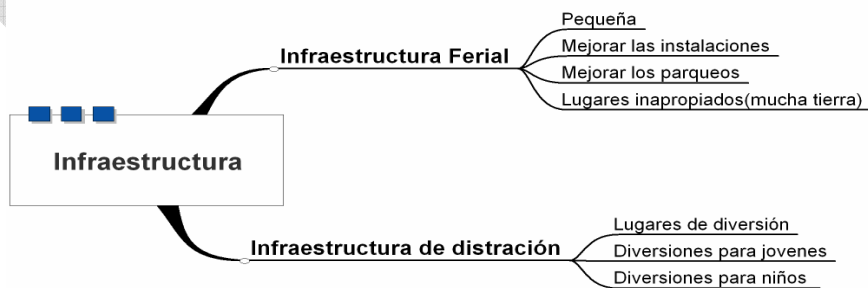 Infraestructura
Infraestructura Ferial
Pequeña
Mejorar las instalaciones
Mejorar los parqueos
Lugares inapropiados(mucha tierra)
Infraestructura de distración
Lugares de diversión
Diversiones para jovenes
Diversiones para niños